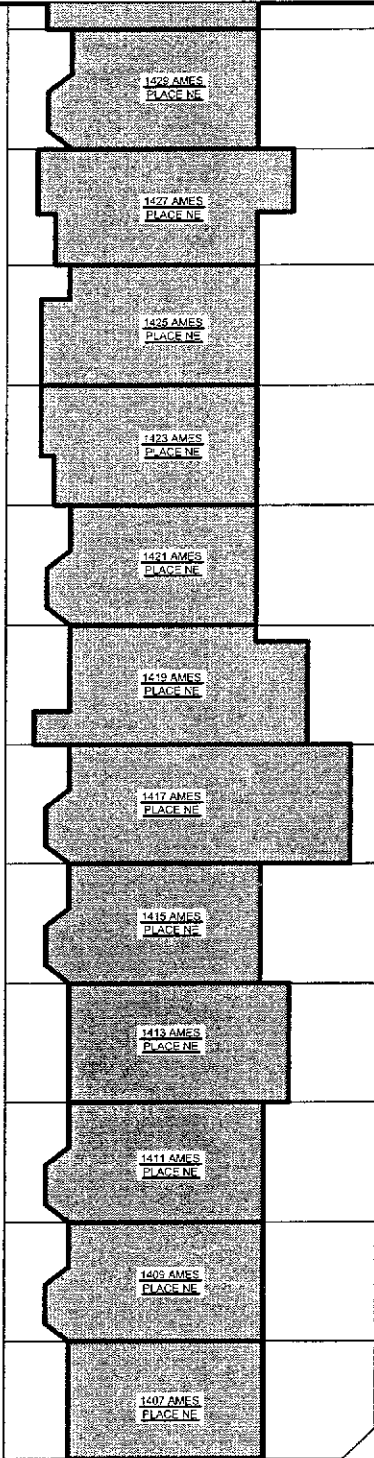 1429 AMES
PLACE NE
1427 AMES
PLACE NE
1425 AMES
PLACE NE
1423 AMES
PLACE NE
1421 AMES
PLACE NE
1419 AMES
PLACE NE
1417 AMES
PLACE NE
1415 AMES
PLACE NE
1413 AMES
PLACE NE
1411 AMES
PLACE NE
1409 AMES
PLACE NE
1407 AMES
PLACE NE